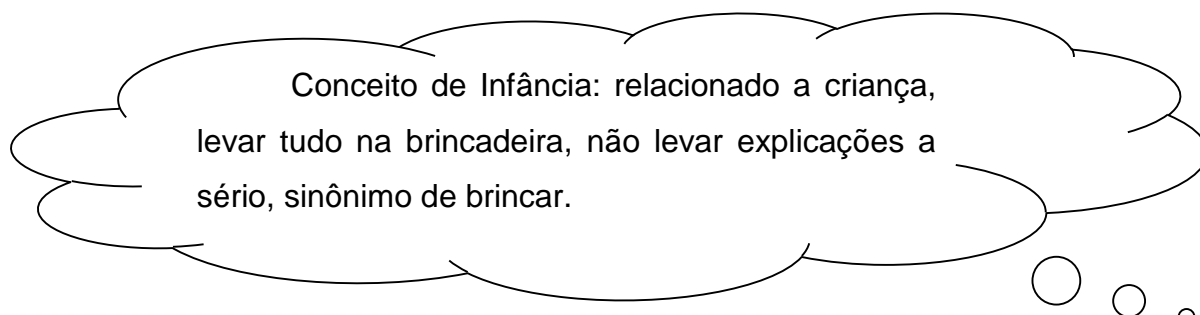 Conceito de Infância: relacionado a criança,
levar tudo na brincadeira, não levar explicações a
sério, sinônimo de brincar.